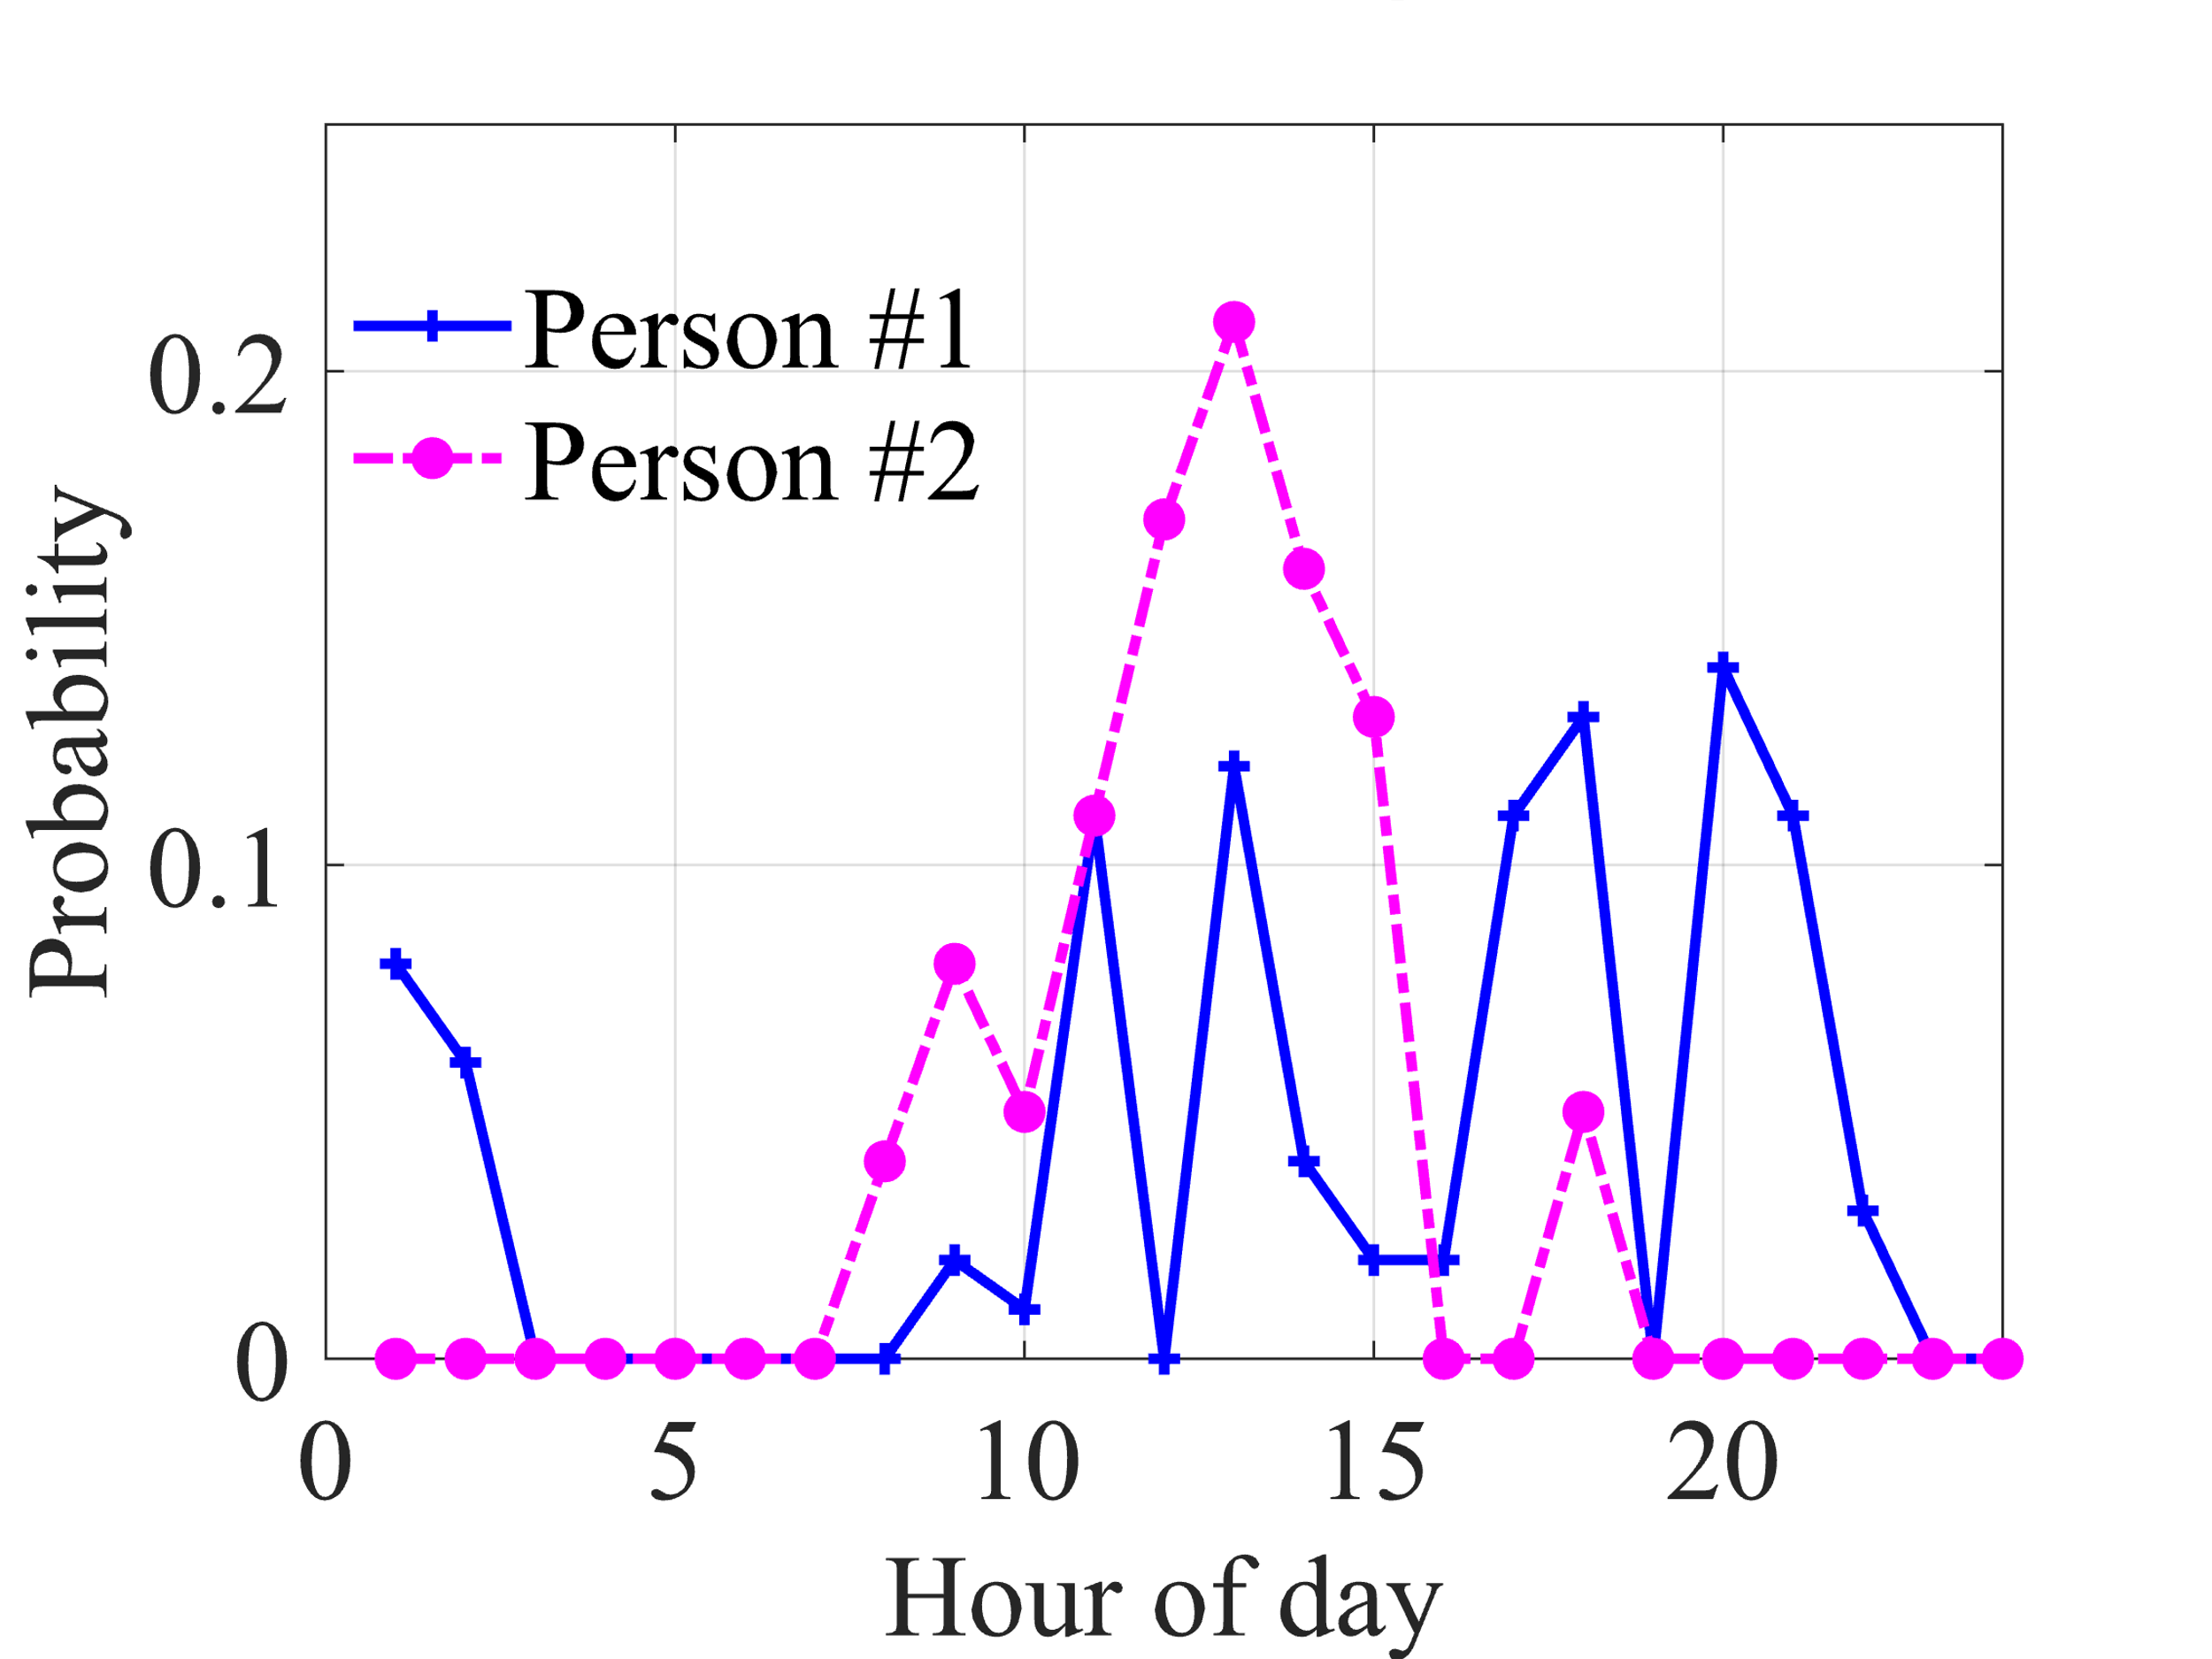 Person #1
Person #2
Probability
0.2
0.1
0
0 5 10 15 20
Hour of day